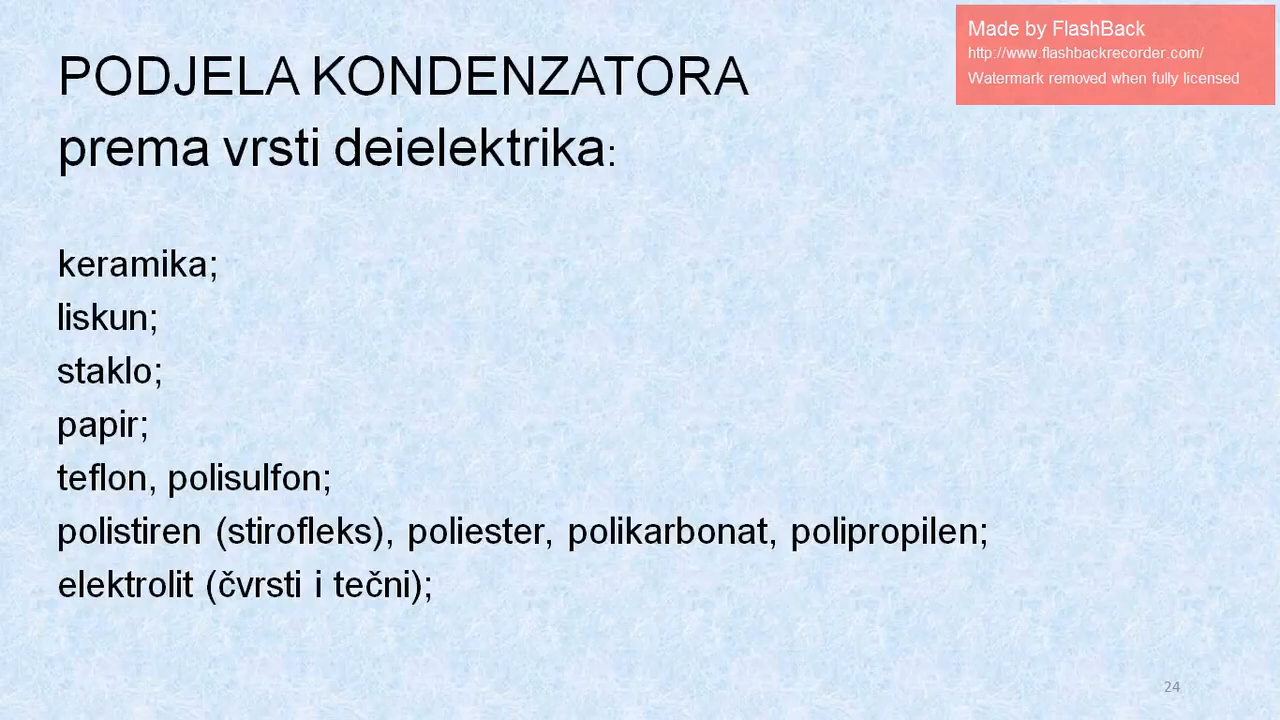 PODJELA KONDENZATORA
prema vrsti deielektrika:
keramika;
liskun;
staklo;
papir;
teflon, polisulfon;
polistiren (stirofleks), poliester, polikarbonat, polipropilen;
elektrolit (čvrsti i tečni);
Made by FlashBack
http://www.flashbackrecorder.com/
Watermark removed when fully licensed
24